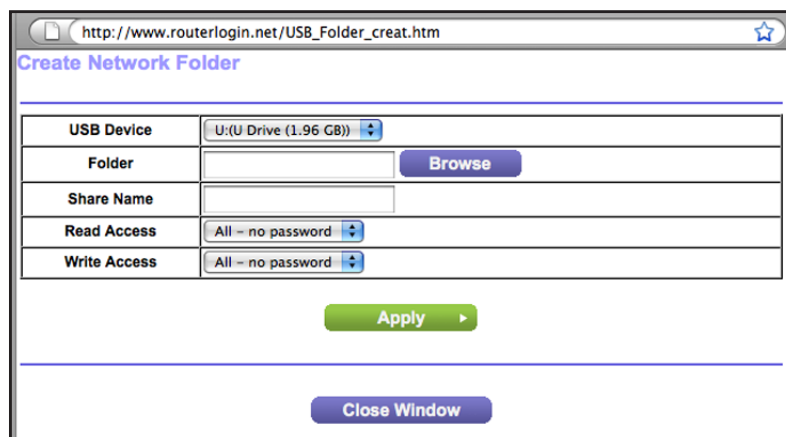 http://www.routerlogin.net/USB_Folder_creat.htm
Create Network Folder
USB Device U:(U Drive (1.96 GB))
Folder Browse
Share Name
Read Access All – no password
Write Access All – no password
Apply
Close Window